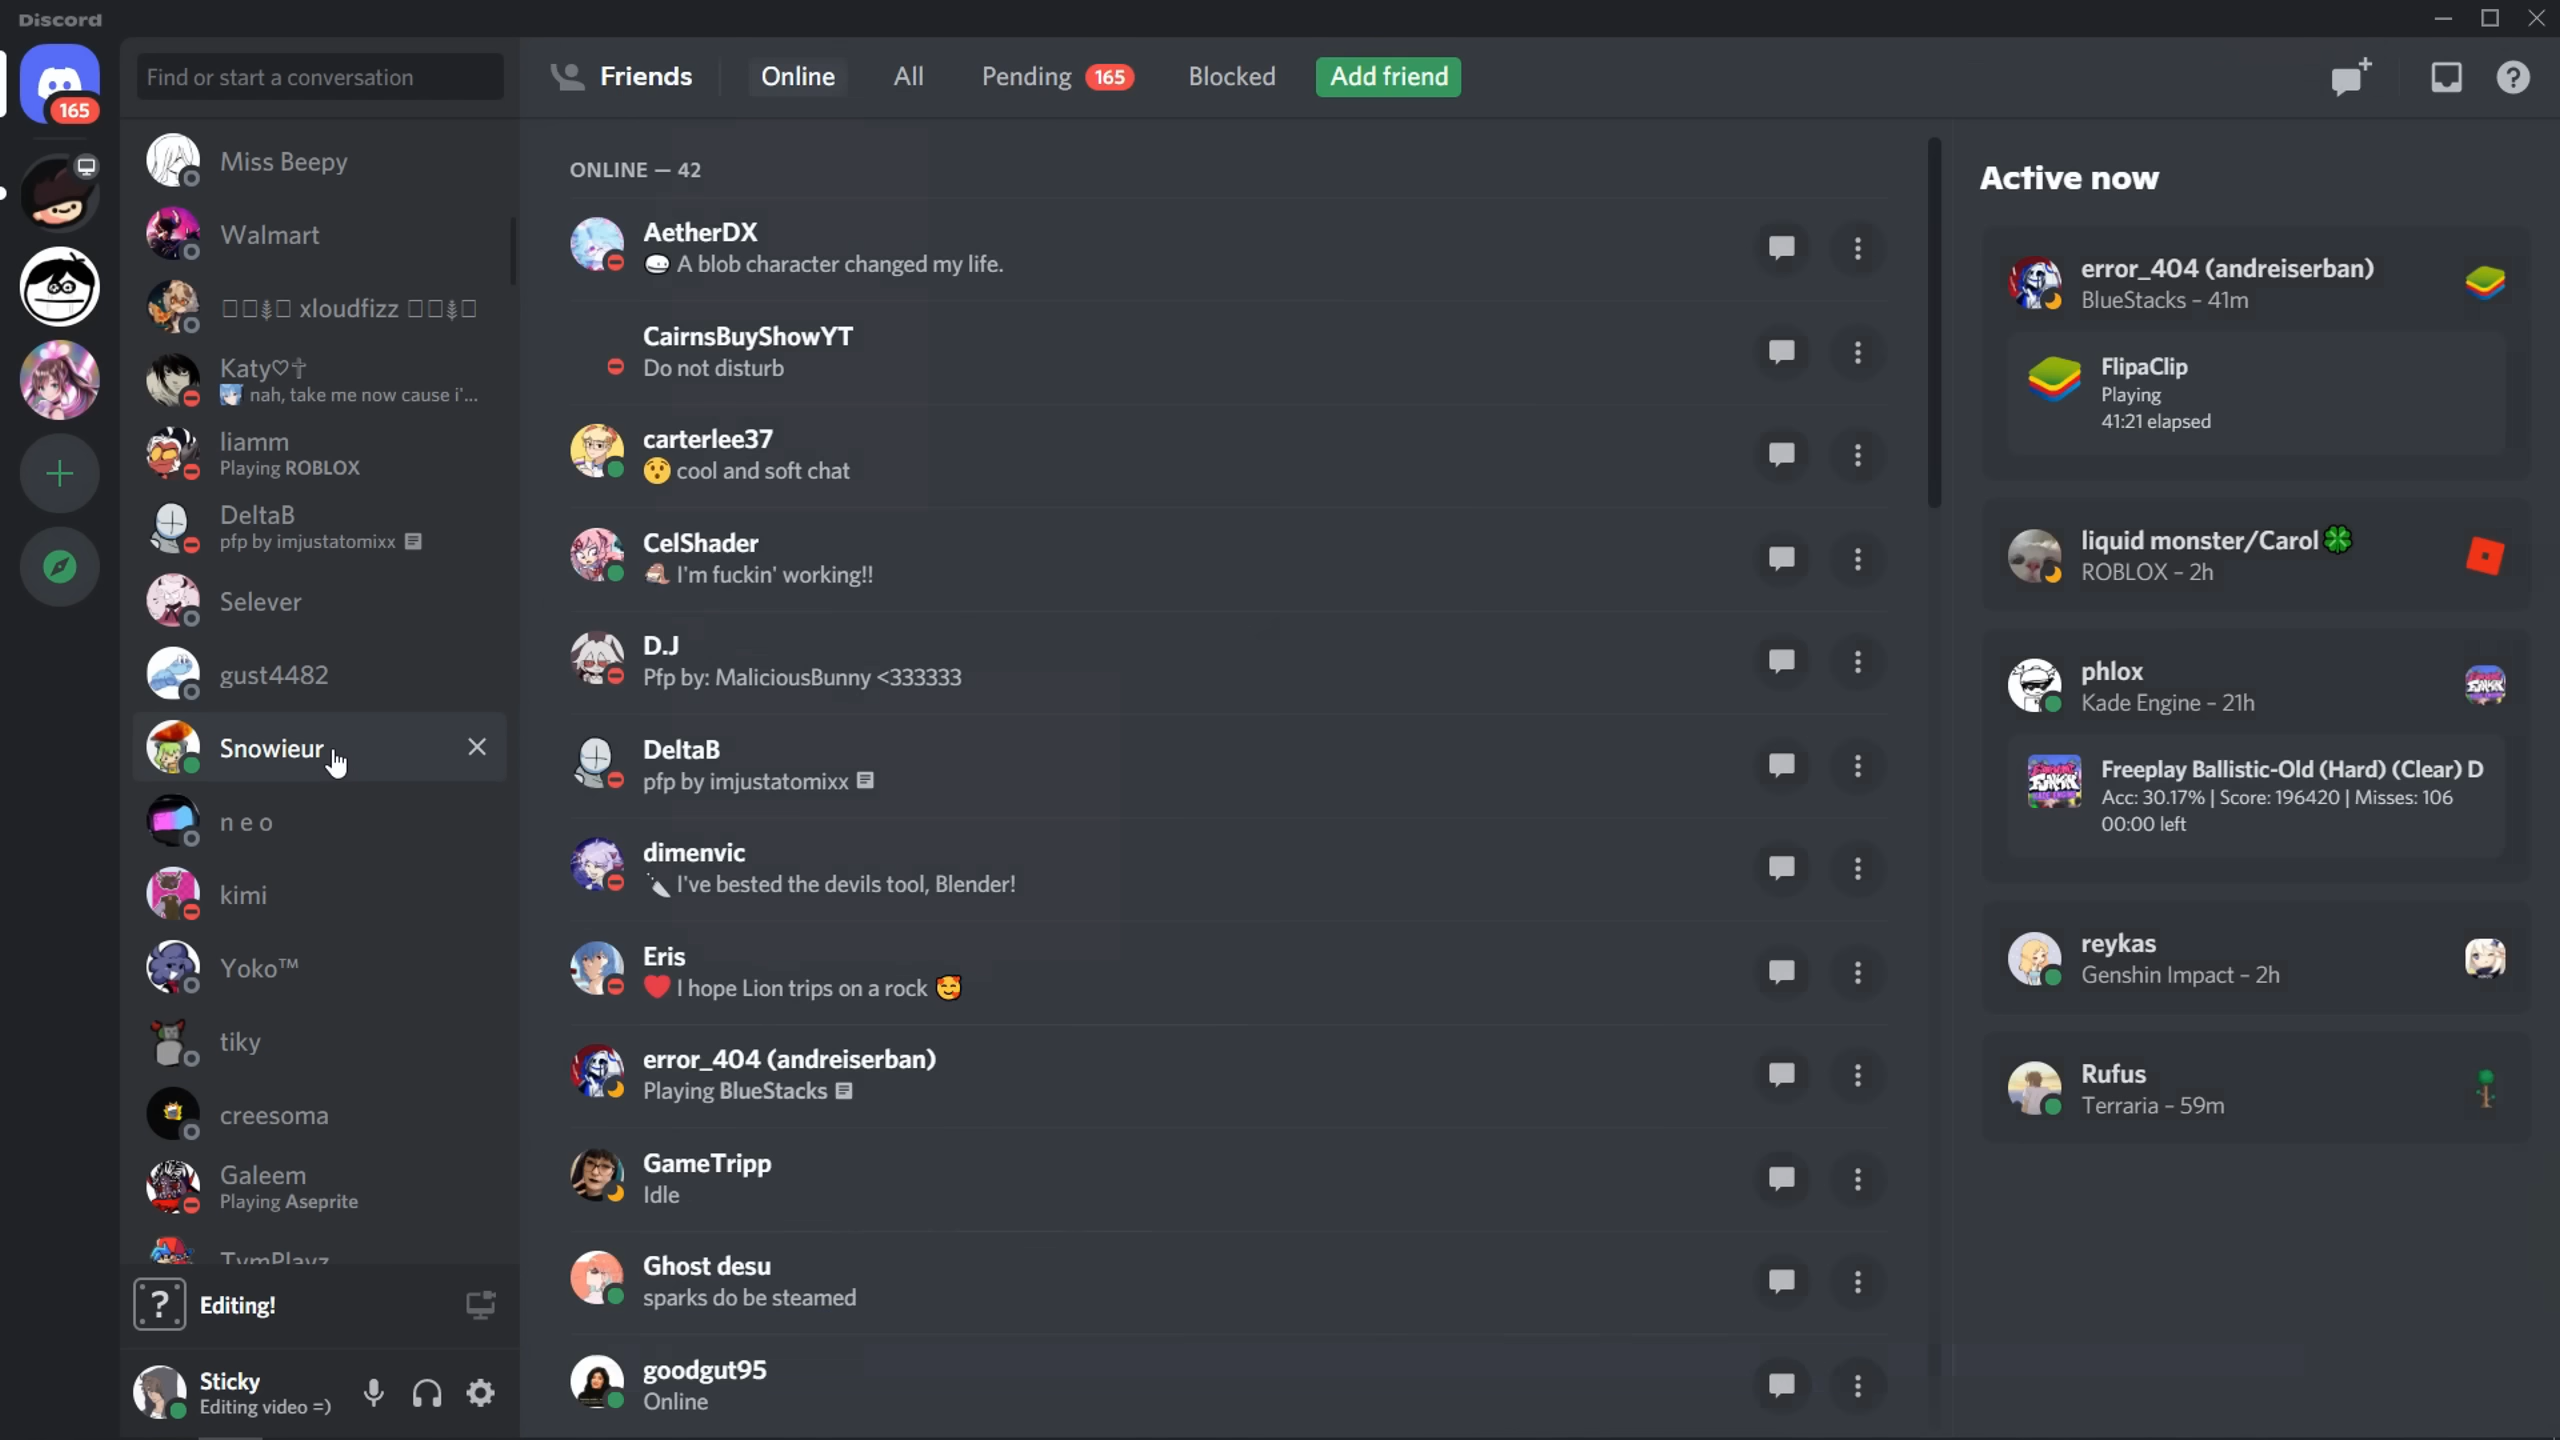 Discord
165
Find or start a conversation
Miss Beepy
Walmart
xloudfizz
Katy♡✝
nah, take me now cause i'...
liamm
Playing ROBLOX
DeltaB
pfp by imjustatomixx
Selever
gust4482
Snowieur
n e o
kimi
Yoko™
tiky
creesoma
Galeem
Playing Aseprite
TymPlayz
Editing!
Sticky
Editing video =)
Friends
Online
All
Pending 165
Blocked
Add friend
ONLINE — 42
AetherDX
A blob character changed my life.
CairnsBuyShowYT
Do not disturb
carterlee37
😯 cool and soft chat
CelShader
I'm fuckin' working!!
D.J
Pfp by: MaliciousBunny <333333
DeltaB
pfp by imjustatomixx
dimenvic
🔪 I've bested the devils tool, Blender!
Eris
❤️ I hope Lion trips on a rock 🥰
error_404 (andreiserban)
Playing BlueStacks
GameTripp
Idle
Ghost desu
sparks do be steamed
goodgut95
Online
Active now
error_404 (andreiserban)
BlueStacks – 41m
FlipaClip
Playing
41:21 elapsed
liquid monster/Carol🍀
ROBLOX – 2h
phlox
Kade Engine – 21h
Freeplay Ballistic-Old (Hard) (Clear) D
Acc: 30.17% | Score: 196420 | Misses: 106
00:00 left
reykas
Genshin Impact – 2h
Rufus
Terraria – 59m